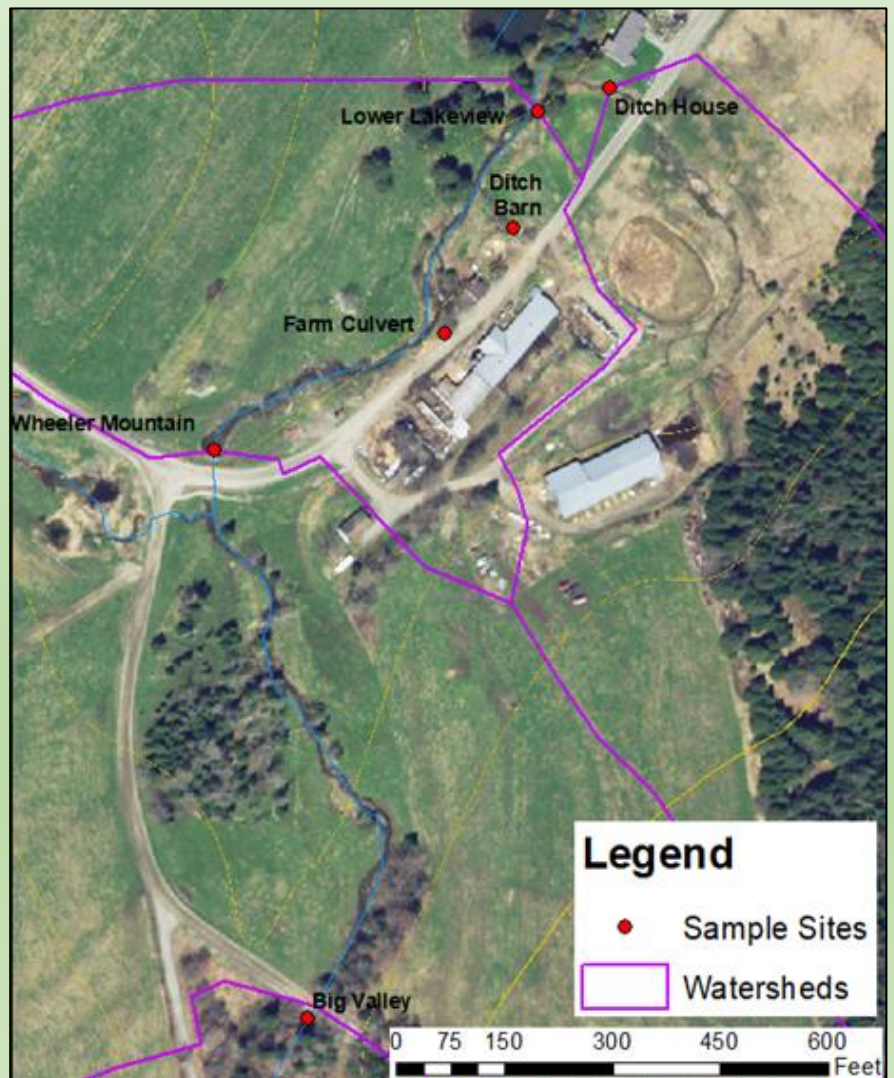 Lower Lakeview
Ditch House
Ditch
Barn
Farm Culvert
Wheeler Mountain
Big Valley
Legend
Sample Sites
Watersheds
0 75 150 300 450 600
Feet